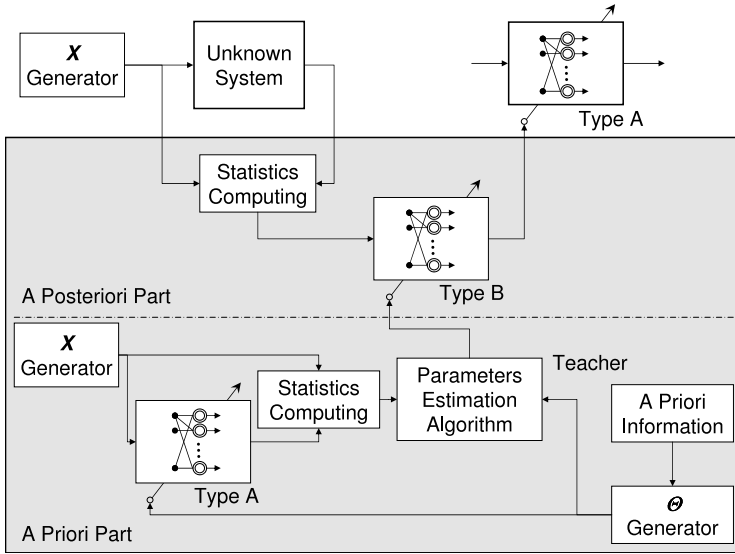 X
Generator
Unknown
System
Type A
Statistics
Computing
Type B
A Posteriori Part
X
Generator
Statistics
Computing
Parameters
Estimation
Algorithm
Teacher
A Priori
Information
Type A
Θ
Generator
A Priori Part